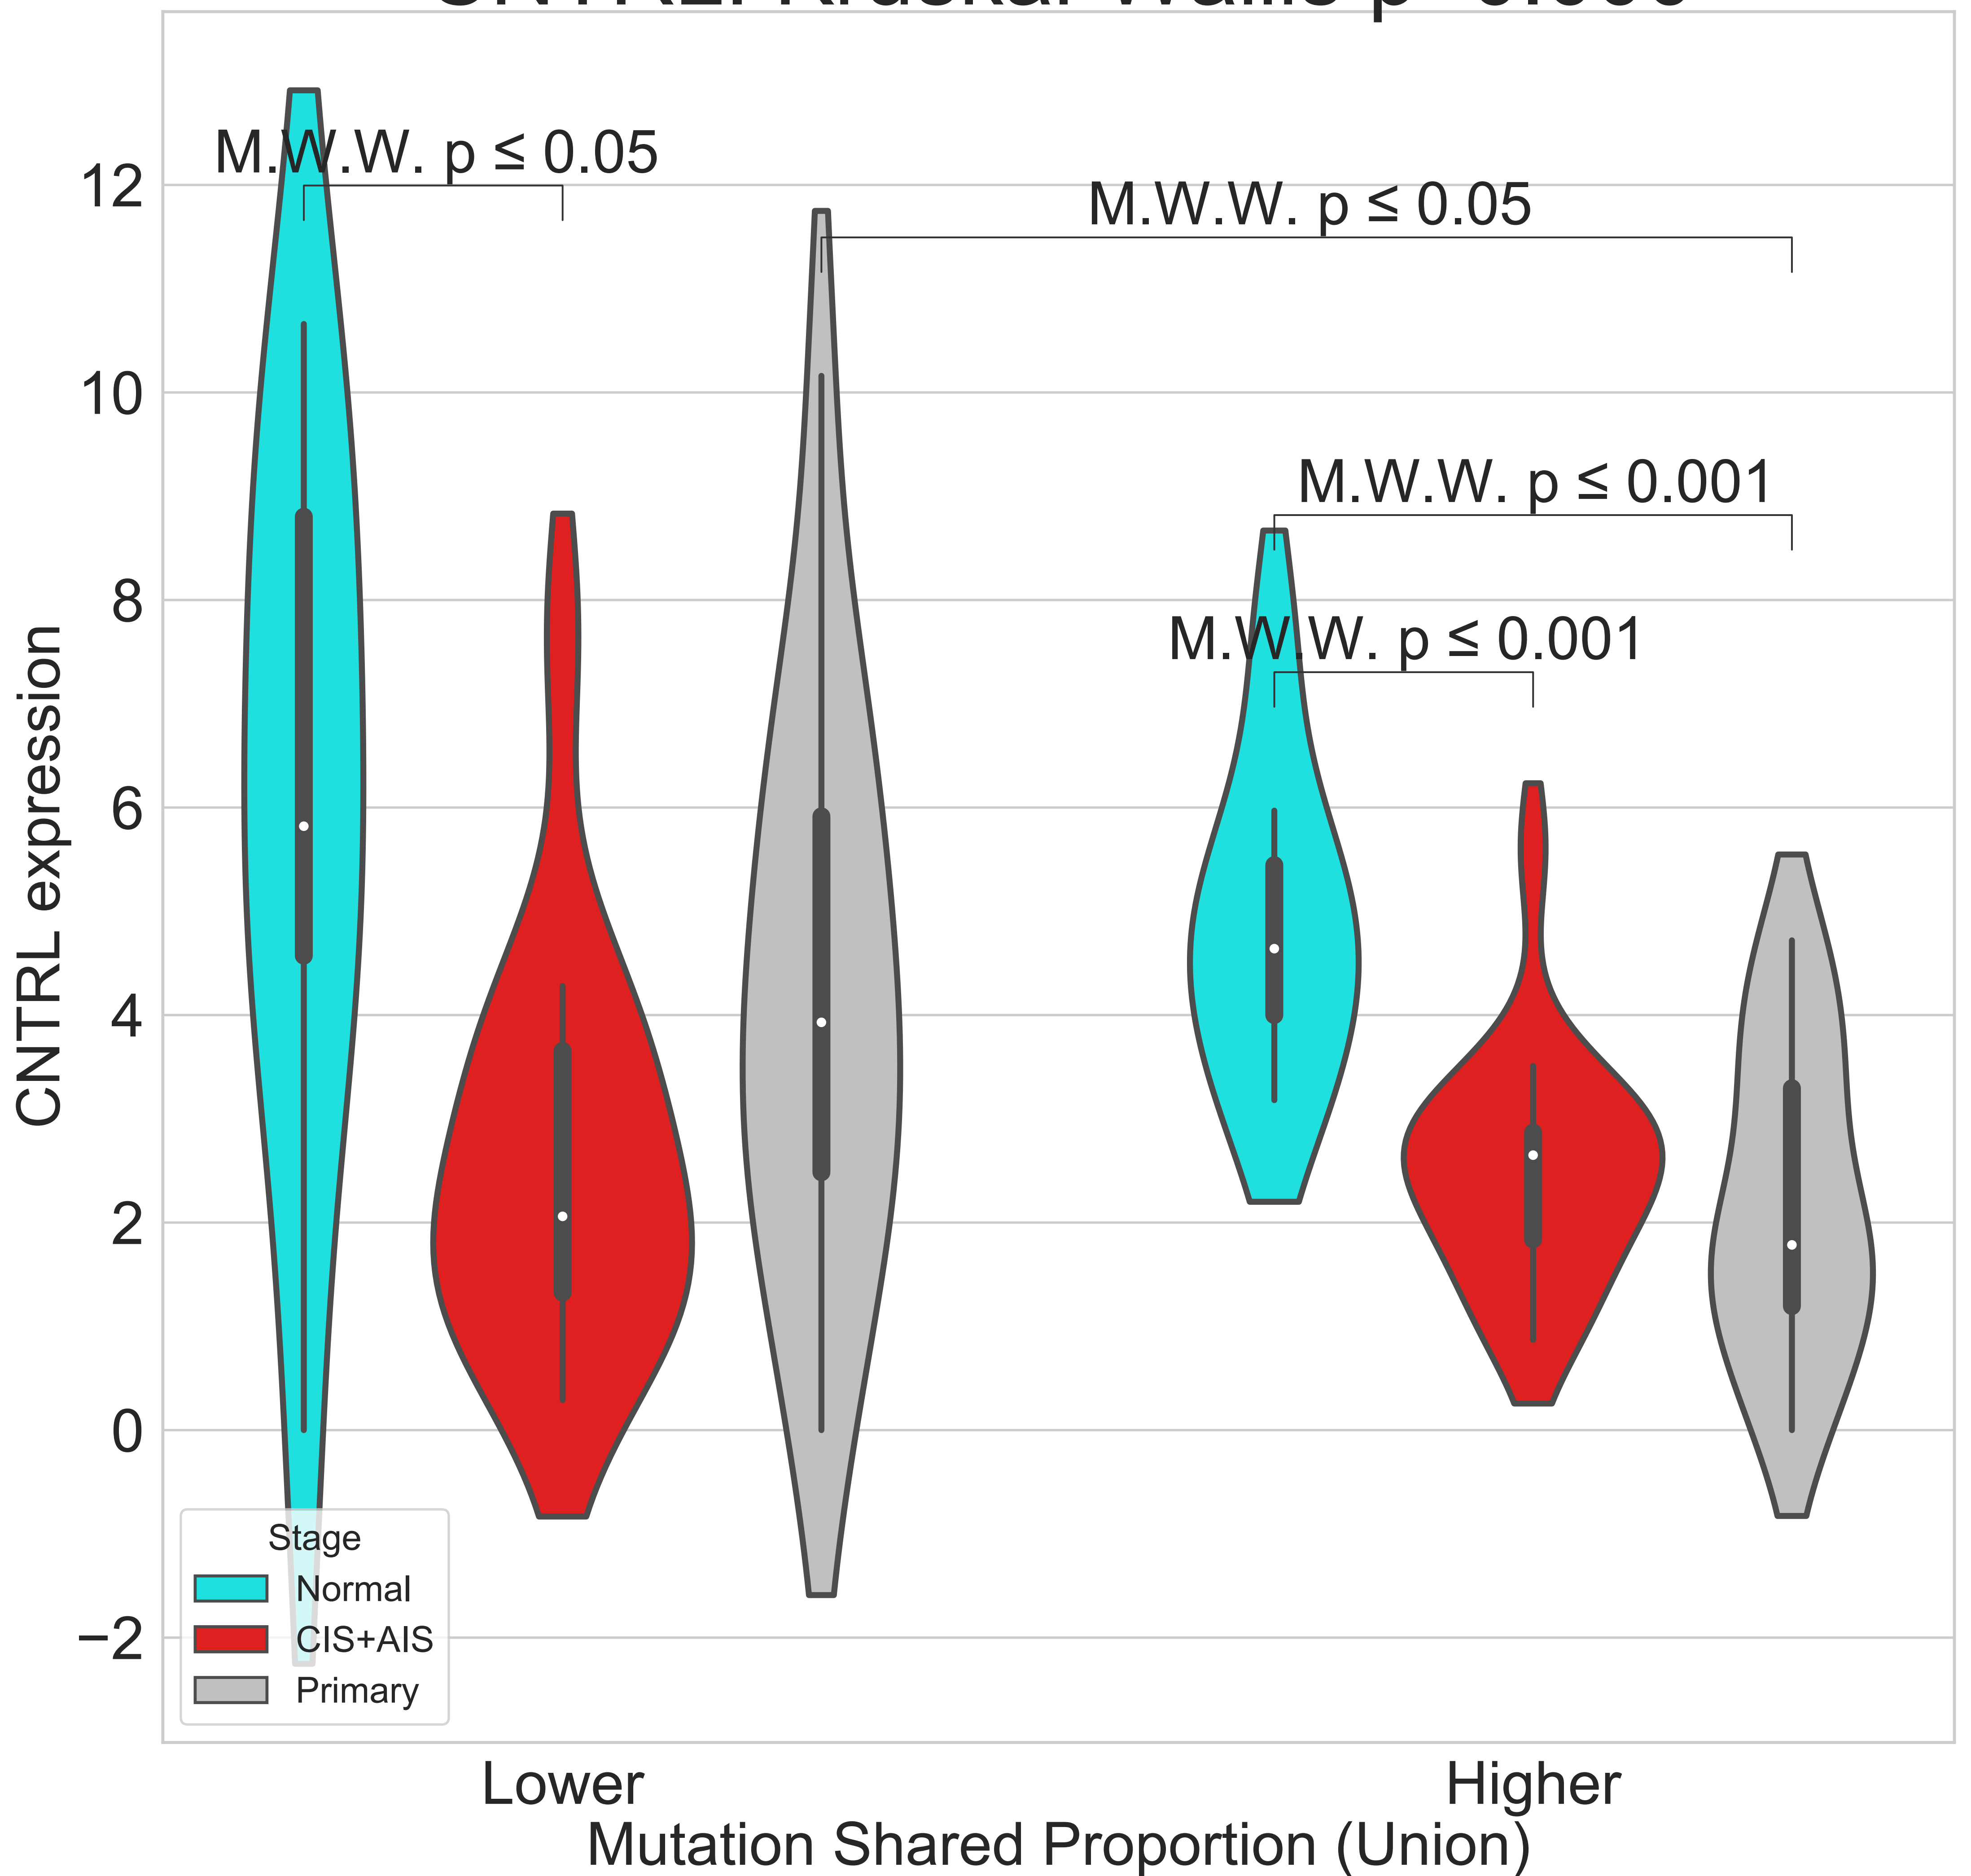 M.W.W. p ≤ 0.05
M.W.W. p ≤ 0.05
M.W.W. p ≤ 0.001
M.W.W. p ≤ 0.001
12
10
8
6
4
2
0
−2
CNTRL expression
Stage
Normal
CIS+AIS
Primary
Lower
Higher
Mutation Shared Proportion (Union)